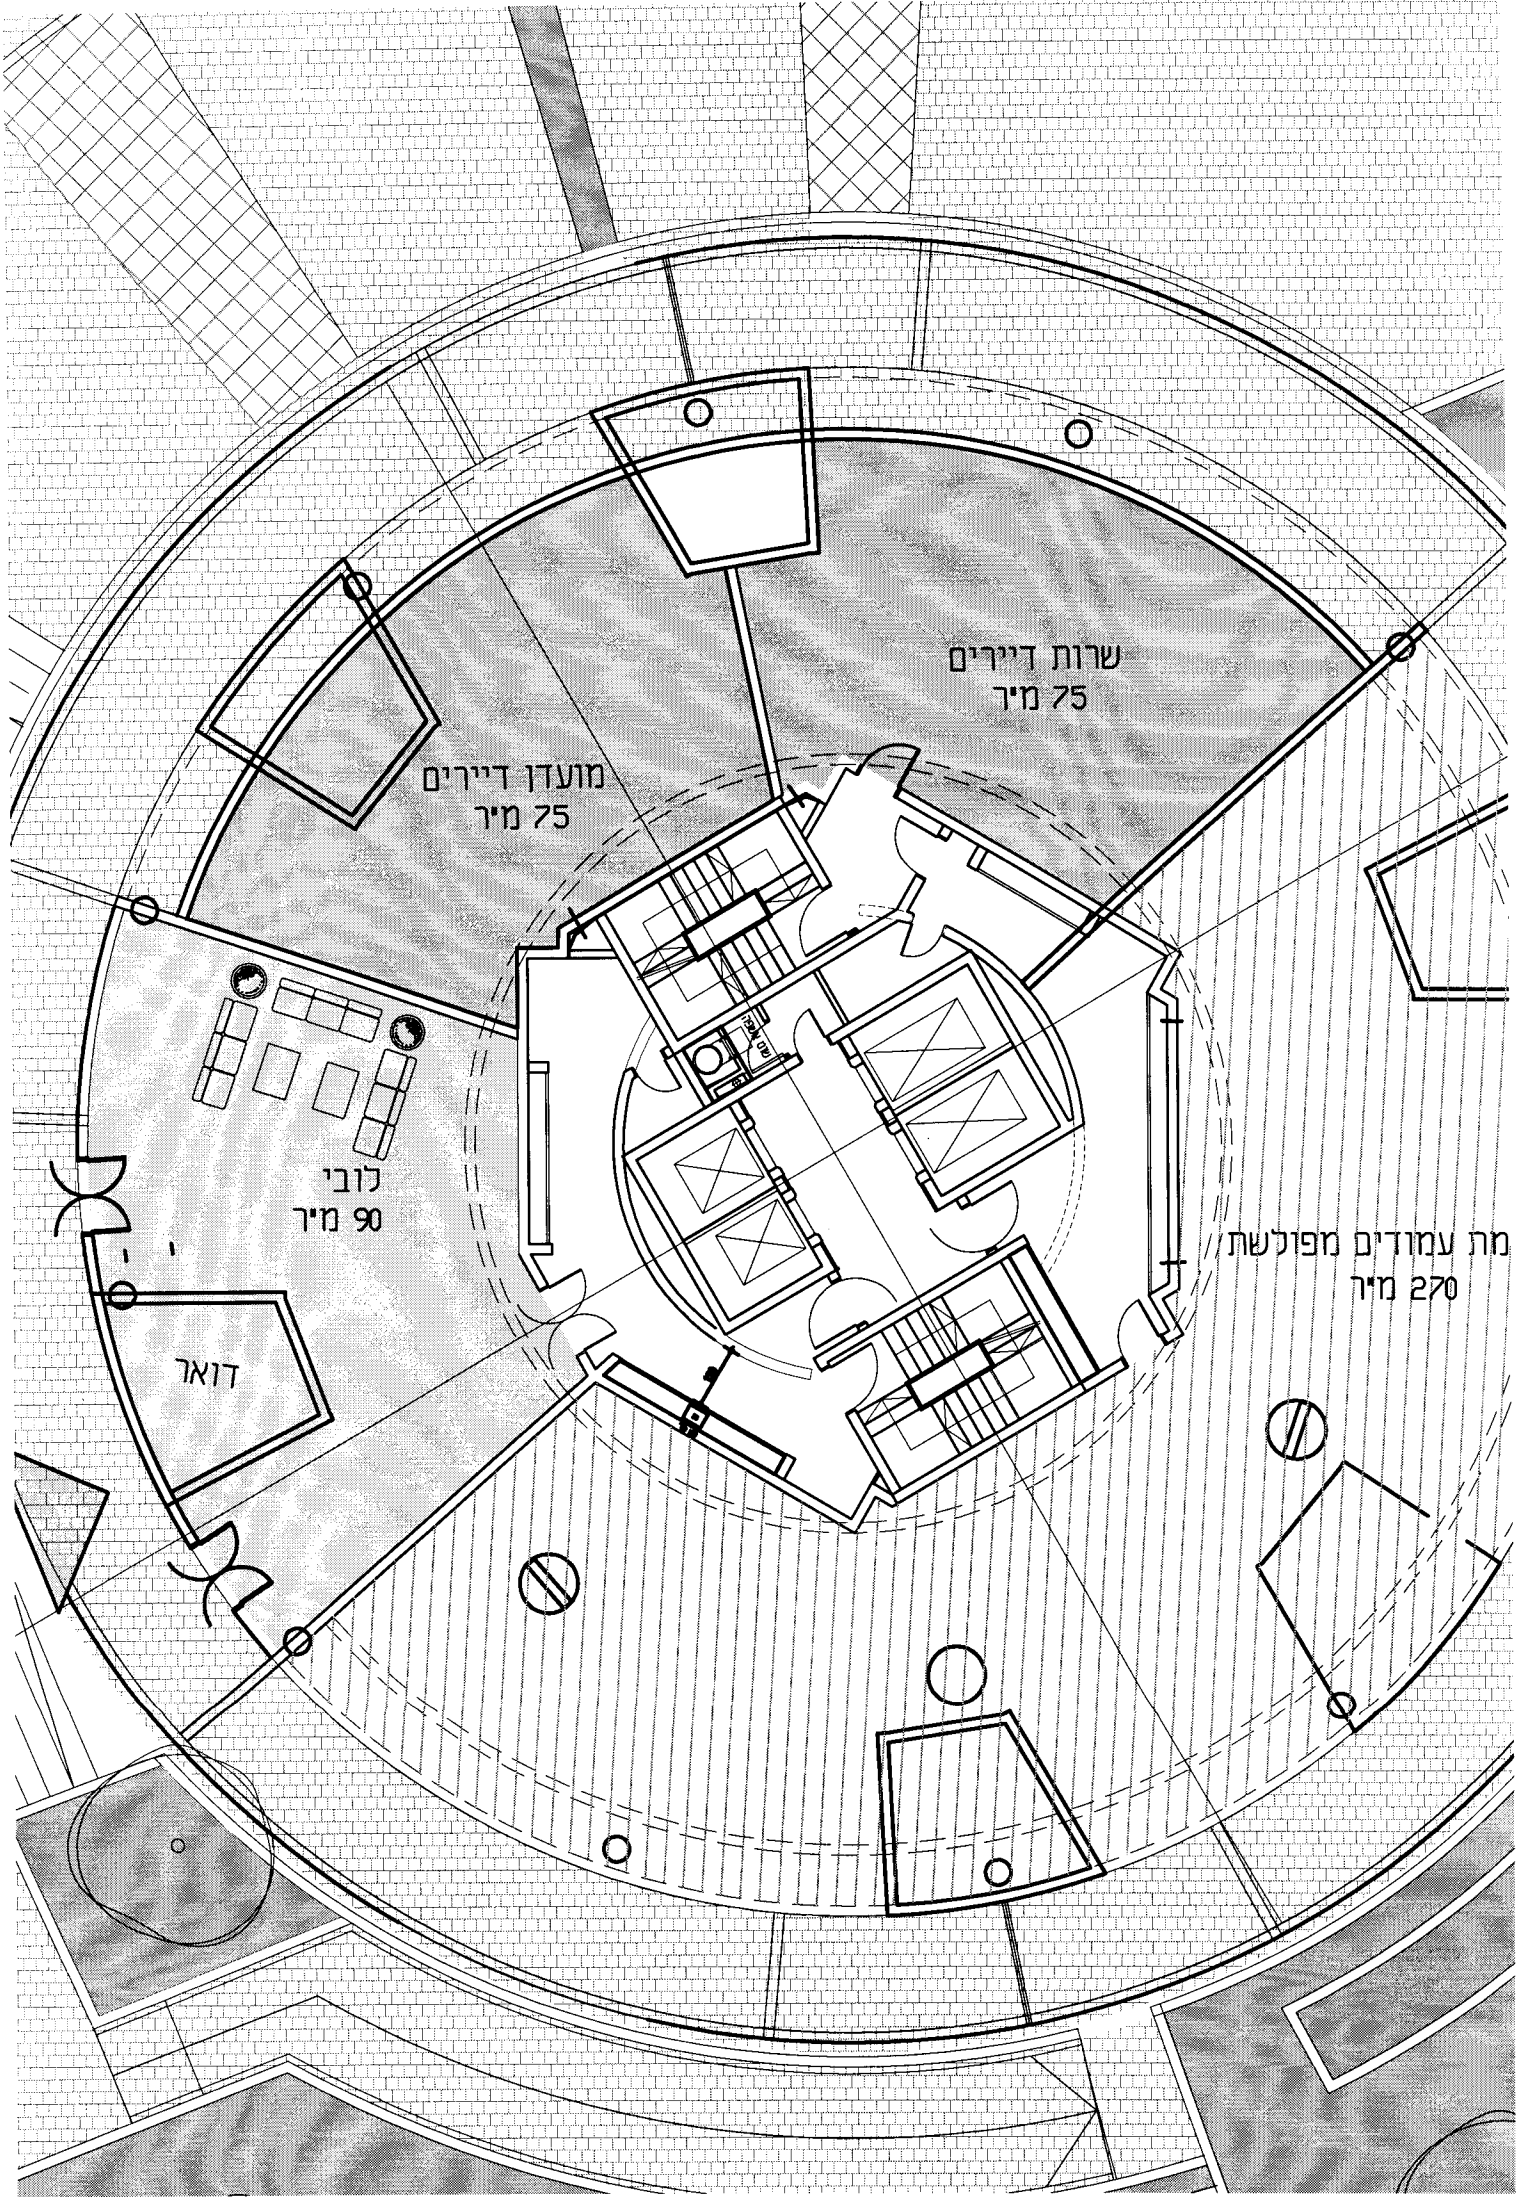 שרות דיירים
75 מ"ר
מועדן דיירים
75 מ"ר
לובי
90 מ"ר
מת עמודים מפולשת
270 מ"ר
דואר